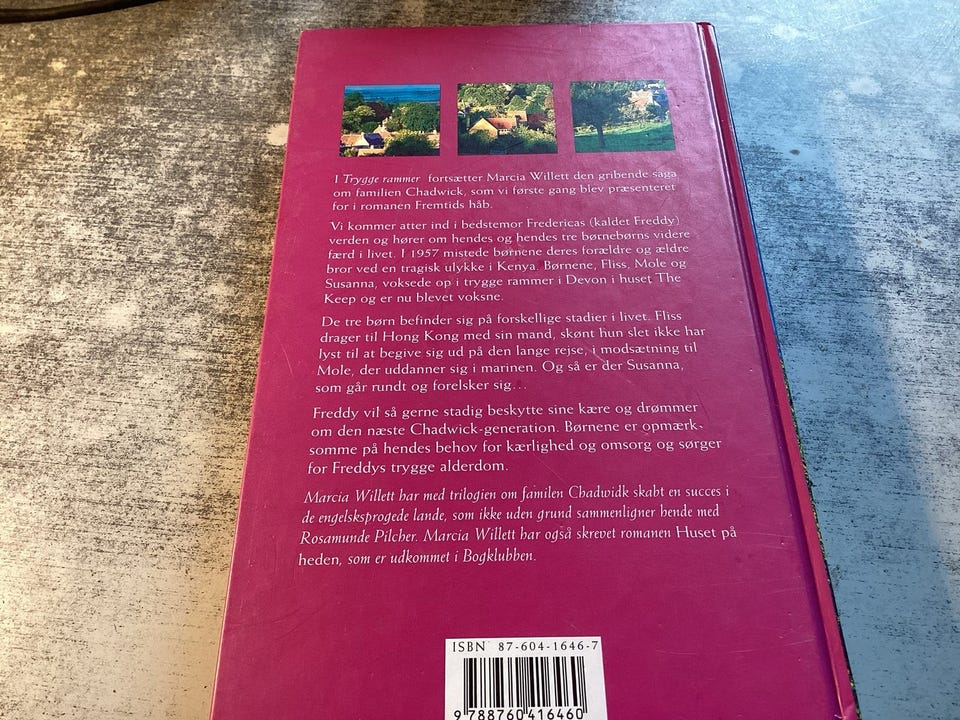 I Trygge rammer fortsætter Marcia Willett den gribende saga
om familien Chadwick, som vi første gang blev præsenteret
for i romanen Fremtids håb.
Vi kommer atter ind i bedstemor Fredericas (kaldet Freddy)
verden og hører om hendes og hendes tre børnebørns videre
færd i livet. I 1957 mistede børnene deres forældre og ældre
bror ved en tragisk ulykke i Kenya. Børnene, Fliss, Mole og
Susanna, voksede op i trygge rammer i Devon i huset The
Keep og er nu blevet voksne.
De tre børn befinder sig på forskellige stadier i livet. Fliss
drager til Hong Kong med sin mand, skønt hun slet ikke har
lyst til at begive sig ud på den lange rejse, i modsætning til
Mole, der uddanner sig i marinen. Og så er der Susanna,
som går rundt og forelsker sig...
Freddy vil så gerne stadig beskytte sine kære og drømmer
om den næste Chadwick-generation. Børnene er opmærk-
somme på hendes behov for kærlighed og omsorg og sørger
for Freddys trygge alderdom.
Marcia Willett har med trilogien om familen Chadwidk skabt en succes i
de engelsksprogede lande, som ikke uden grund sammenligner hende med
Rosamunde Pilcher. Marcia Willett har også skrevet romanen Huset på
heden, som er udkommet i Bogklubben.
ISBN 87-604-1646-7
9 788760 416460